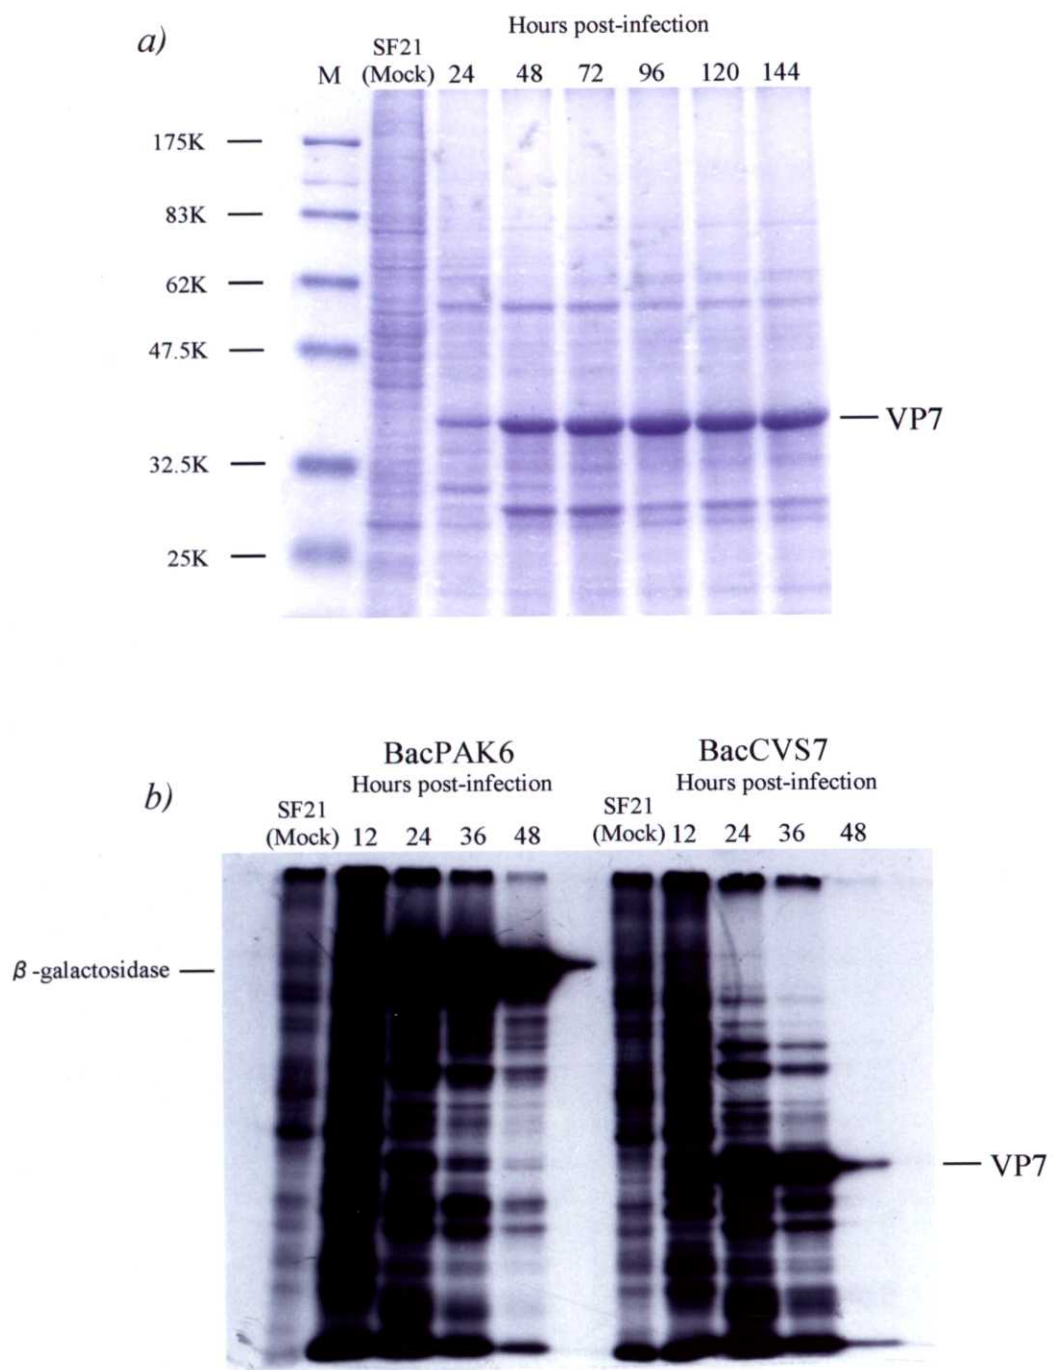 a)
Hours post-infection
SF21
M (Mock) 24 48 72 96 120 144
175K
83K
62K
47.5K
VP7
32.5K
25K
b)
BacPAK6 BacCVS7
Hours post-infection Hours post-infection
SF21 SF21
(Mock) 12 24 36 48 (Mock) 12 24 36 48
β-galactosidase
VP7